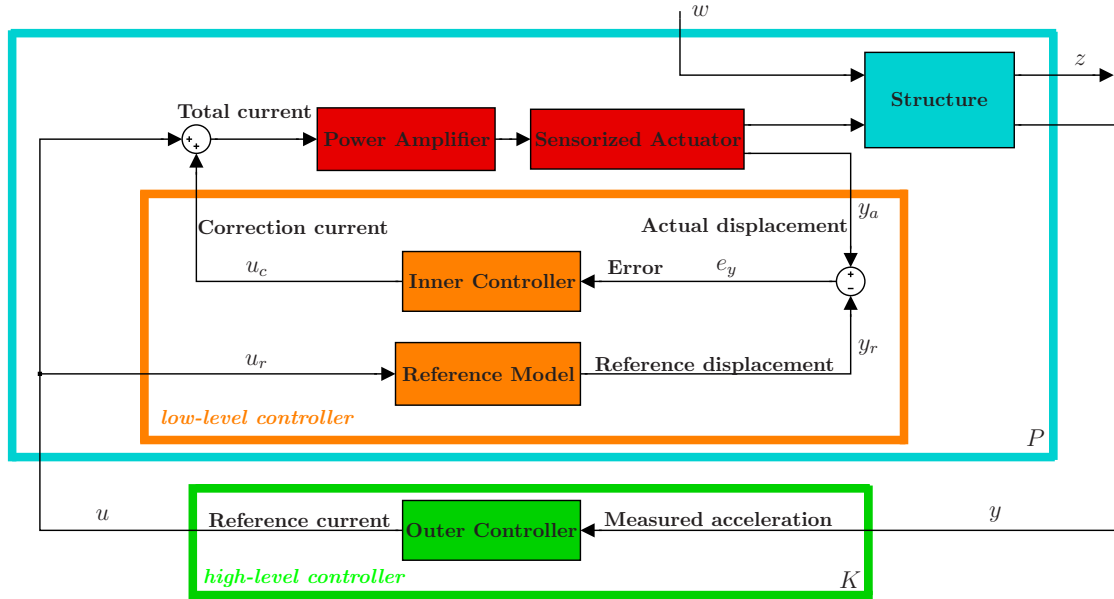 w
z
Structure
Total current
+
+
Power Amplifier
Sensorized Actuator
y_a
Correction current
Actual displacement
u_c
Inner Controller
Error
e_y
+
−
u_r
Reference Model
Reference displacement
y_r
low-level controller
P
u
Reference current
Outer Controller
Measured acceleration
y
high-level controller
K